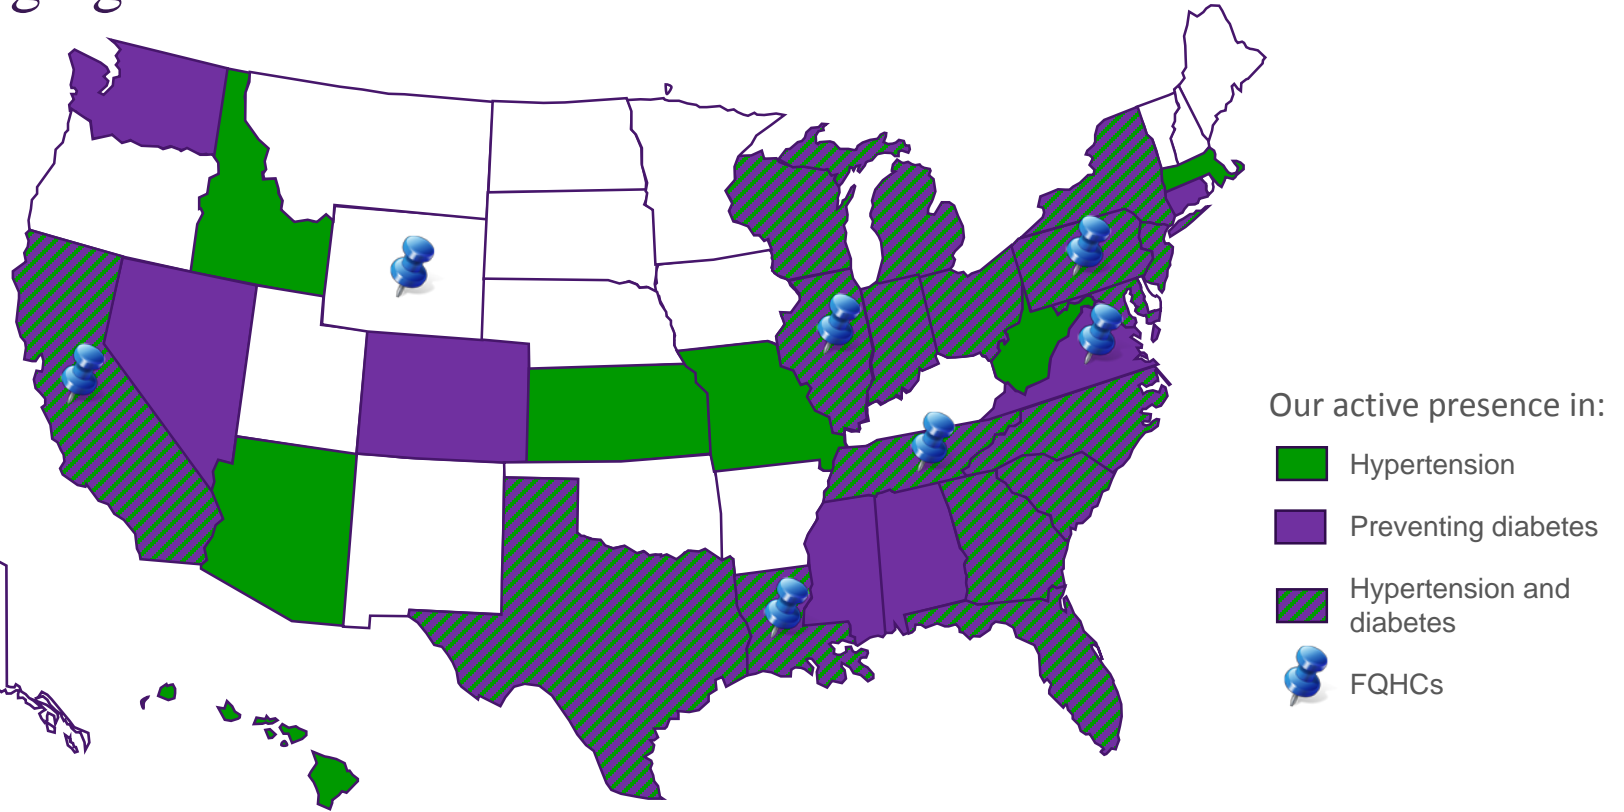 Our active presence in:
Hypertension
Preventing diabetes
Hypertension and
diabetes
FQHCs